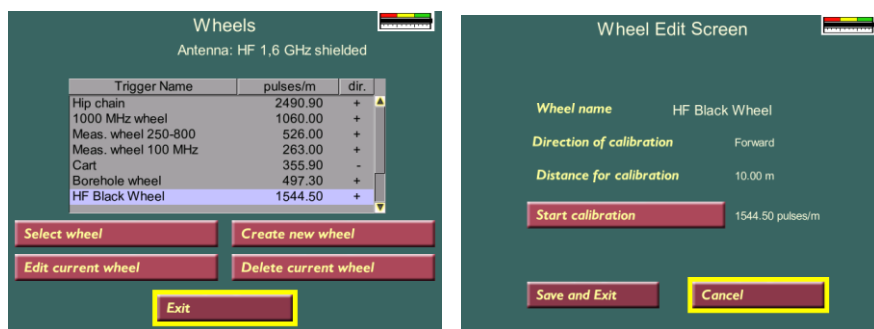 Wheels
Antenna: HF 1,6 GHz shielded
Trigger Name pulses/m dir.
Hip chain 2490.90 +
1000 MHz wheel 1060.00 +
Meas. wheel 250-800 526.00 +
Meas. wheel 100 MHz 263.00 +
Cart 355.90 -
Borehole wheel 497.30 +
HF Black Wheel 1544.50 +
Select wheel Create new wheel
Edit current wheel Delete current wheel
Exit
Wheel Edit Screen
Wheel name HF Black Wheel
Direction of calibration Forward
Distance for calibration 10.00 m
Start calibration 1544.50 pulses/m
Save and Exit Cancel